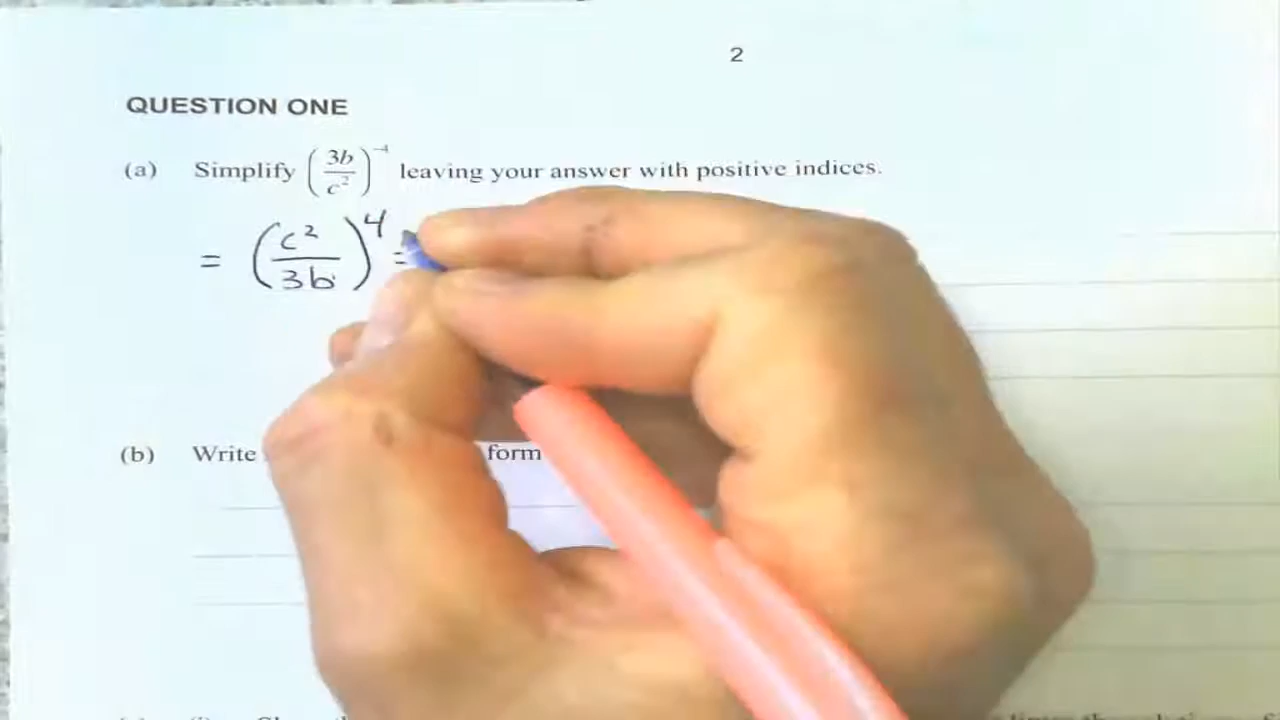 2
QUESTION ONE
(a) Simplify (3b/c²)⁻⁴ leaving your answer with positive indices.
= (c²/3b)⁴ =
(b) Write form